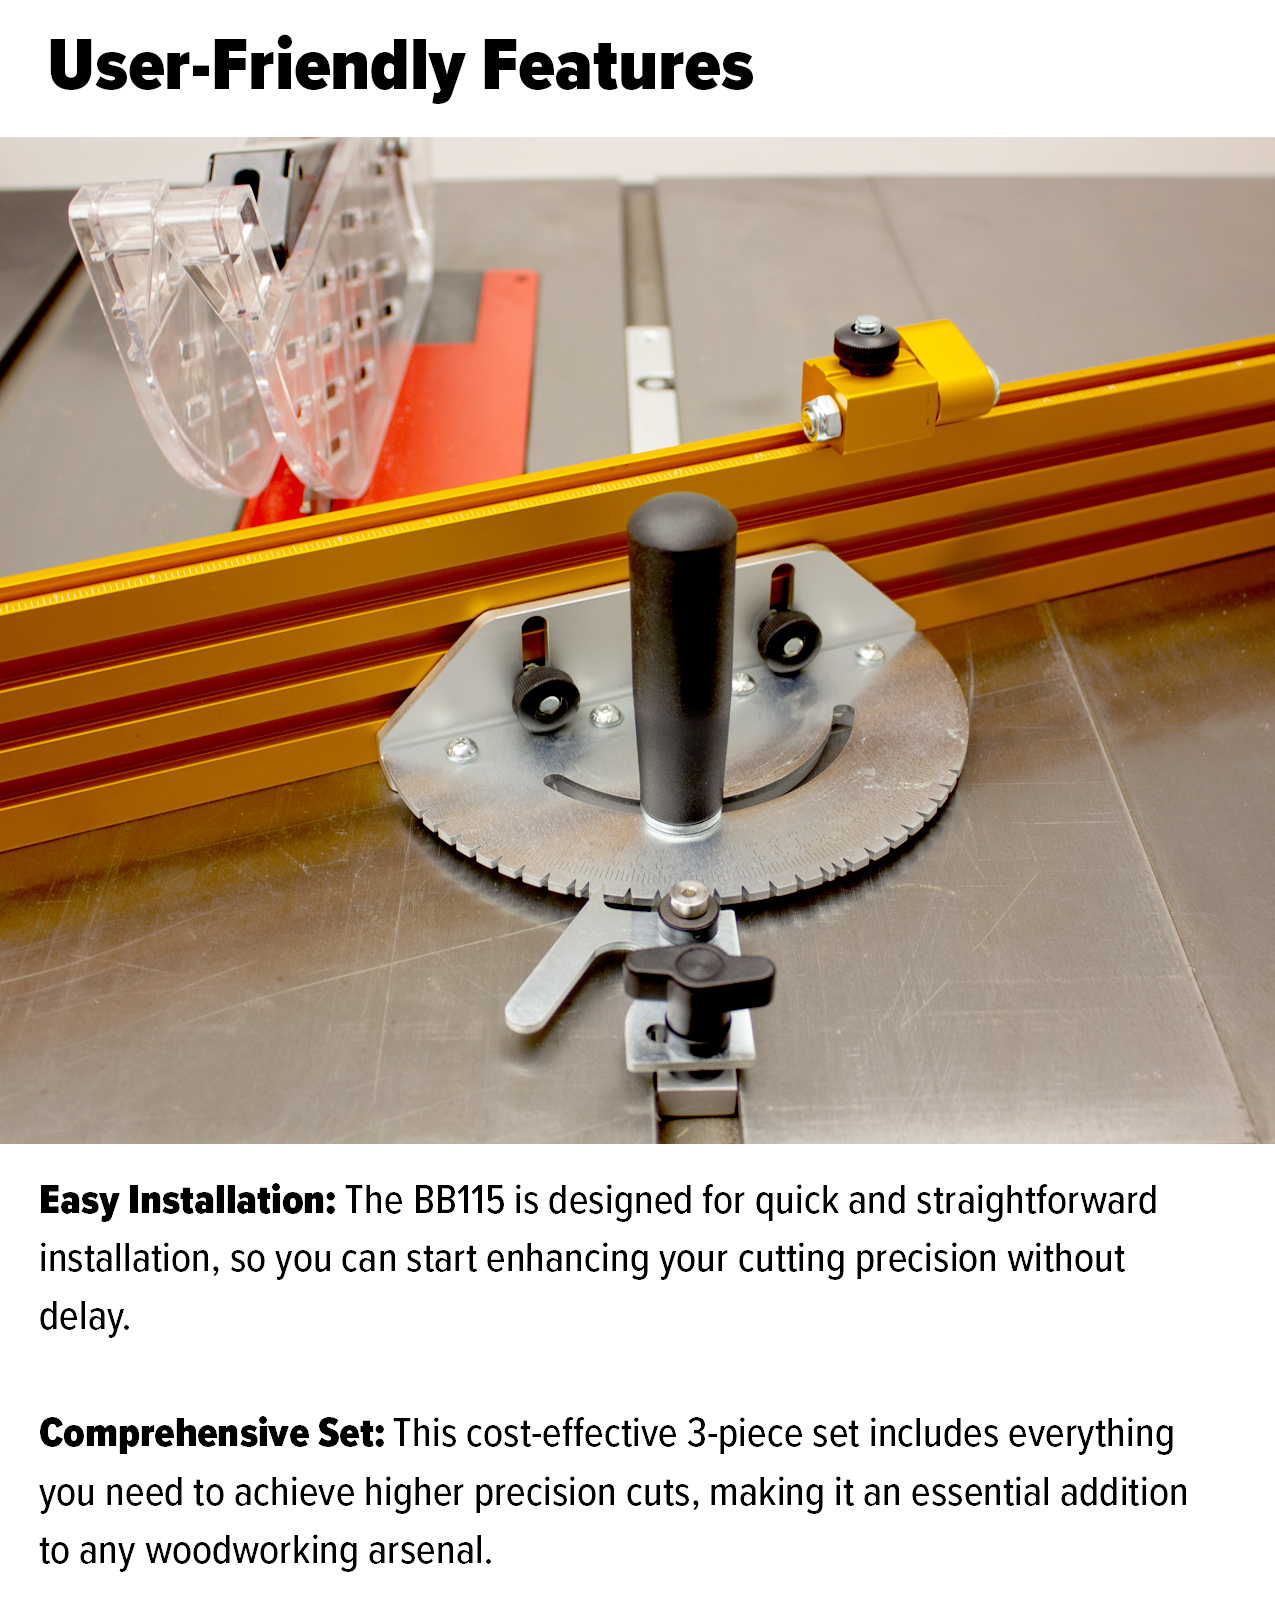 User-Friendly Features
Easy Installation: The BB115 is designed for quick and straightforward
installation, so you can start enhancing your cutting precision without
delay.
Comprehensive Set: This cost-effective 3-piece set includes everything
you need to achieve higher precision cuts, making it an essential addition
to any woodworking arsenal.